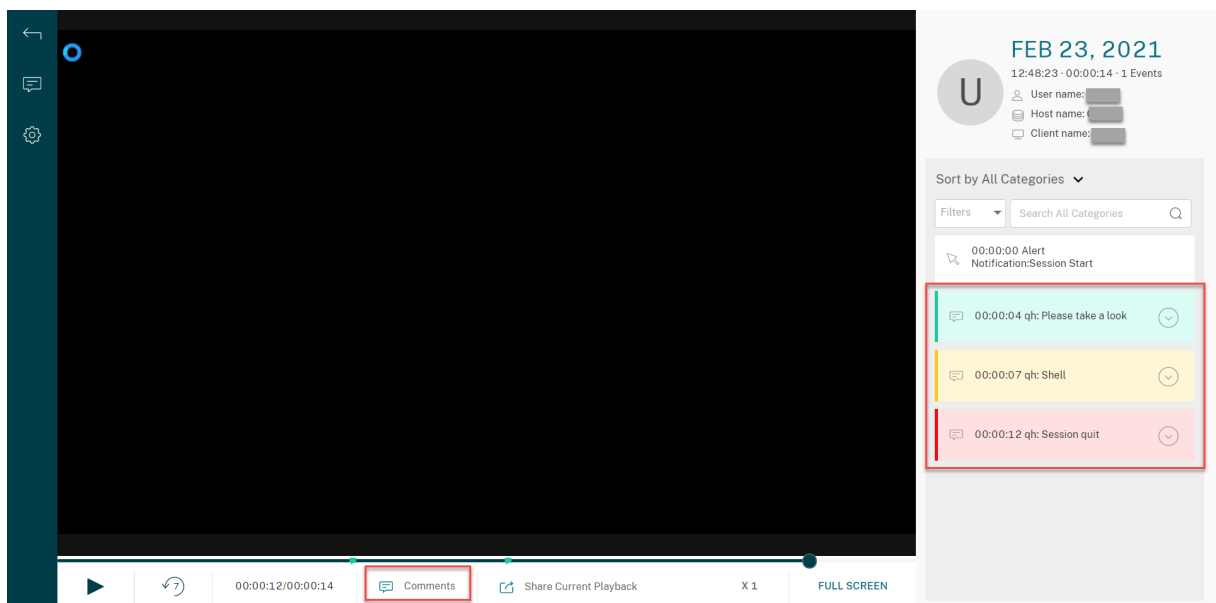 FEB 23, 2021
12:48:23 · 00:00:14 · 1 Events
U
User name:
Host name:
Client name:
Sort by All Categories
Filters
Search All Categories
00:00:00 Alert
Notification:Session Start
00:00:04 qh: Please take a look
00:00:07 qh: Shell
00:00:12 qh: Session quit
7
00:00:12/00:00:14
Comments
Share Current Playback
X 1
FULL SCREEN